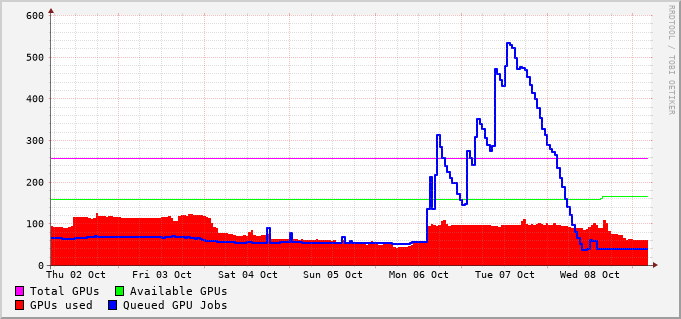 600
500
400
300
200
100
0
Thu 02 Oct Fri 03 Oct Sat 04 Oct Sun 05 Oct Mon 06 Oct Tue 07 Oct Wed 08 Oct
Total GPUs Available GPUs
GPUs used Queued GPU Jobs
RRDTOOL / TOBI OETIKER